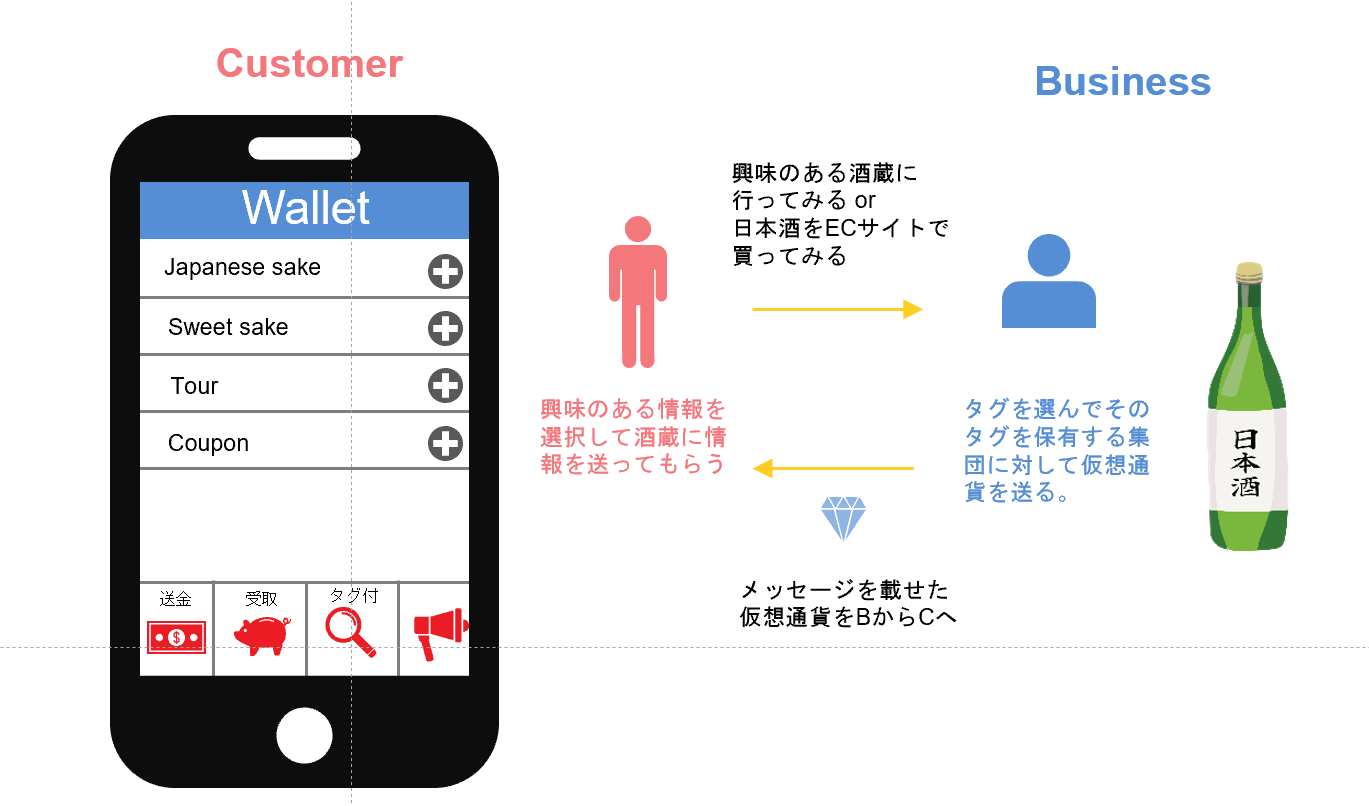 Customer
Business
Wallet
Japanese sake
Sweet sake
Tour
Coupon
送金
受取
タグ付
$
興味のある酒蔵に
行ってみる or
日本酒をECサイトで
買ってみる
興味のある情報を
選択して酒蔵に情
報を送ってもらう
タグを選んでその
タグを保有する集
団に対して仮想通
貨を送る。
メッセージを載せた
仮想通貨をBからCへ
日本酒